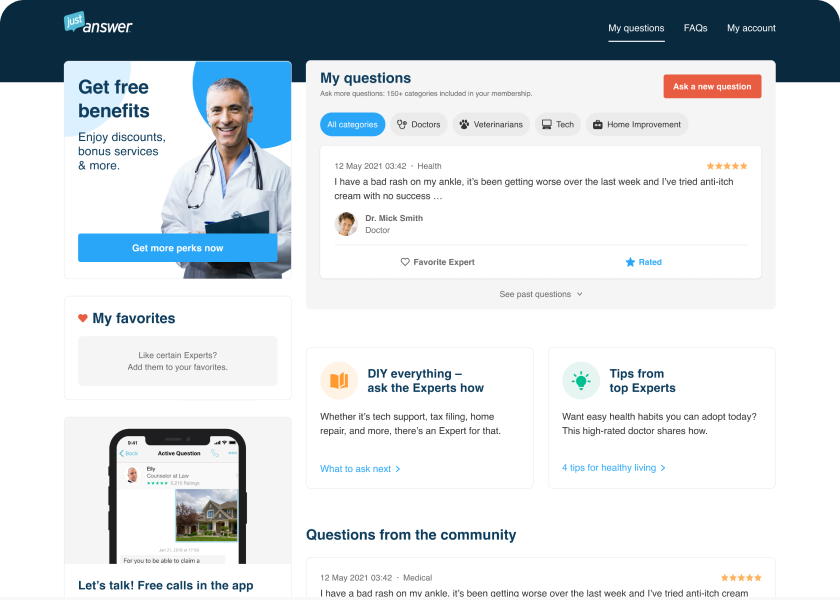 just
answer
My questions
FAQs
My account
Get free
benefits
Enjoy discounts,
bonus services
& more.
Get more perks now
My questions
Ask more questions: 150+ categories included in your membership.
Ask a new question
All categories
Doctors
Veterinarians
Tech
Home Improvement
12 May 2021 03:42 · Health
I have a bad rash on my ankle, it's been getting worse over the last week and I've tried anti-itch
cream with no success …
Dr. Mick Smith
Doctor
Favorite Expert
Rated
See past questions
My favorites
Like certain Experts?
Add them to your favorites.
DIY everything –
ask the Experts how
Whether it's tech support, tax filing, home
repair, and more, there's an Expert for that.
What to ask next
Tips from
top Experts
Want easy health habits you can adopt today?
This high-rated doctor shares how.
4 tips for healthy living
9:41
Back
Active Question
Elly
Counselor at Law
5,210 Ratings
Jan 21, 2019 at 17:55
For you to be able to claim a
Let's talk! Free calls in the app
Questions from the community
12 May 2021 03:42 · Medical
I have a bad rash on my ankle, it's been getting worse over the last week and I've tried cream